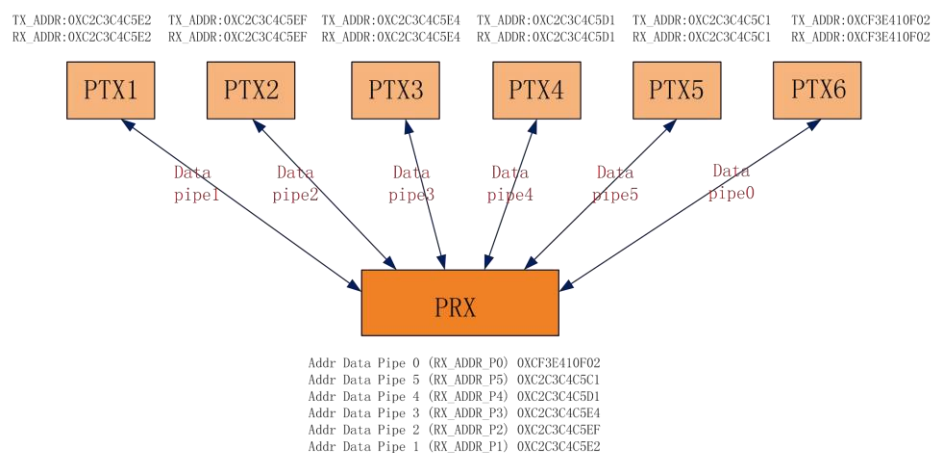 TX_ADDR:0XC2C3C4C5E2 TX_ADDR:0XC2C3C4C5EF TX_ADDR:0XC2C3C4C5E4 TX_ADDR:0XC2C3C4C5D1 TX_ADDR:0XC2C3C4C5C1 TX_ADDR:0XCF3E410F02
RX_ADDR:0XC2C3C4C5E2 RX_ADDR:0XC2C3C4C5EF RX_ADDR:0XC2C3C4C5E4 RX_ADDR:0XC2C3C4C5D1 RX_ADDR:0XC2C3C4C5C1 RX_ADDR:0XCF3E410F02
PTX1 PTX2 PTX3 PTX4 PTX5 PTX6
Data Data Data Data Data Data
pipe1 pipe2 pipe3 pipe4 pipe5 pipe0
PRX
Addr Data Pipe 0 (RX_ADDR_P0) 0XCF3E410F02
Addr Data Pipe 5 (RX_ADDR_P5) 0XC2C3C4C5C1
Addr Data Pipe 4 (RX_ADDR_P4) 0XC2C3C4C5D1
Addr Data Pipe 3 (RX_ADDR_P3) 0XC2C3C4C5E4
Addr Data Pipe 2 (RX_ADDR_P2) 0XC2C3C4C5EF
Addr Data Pipe 1 (RX_ADDR_P1) 0XC2C3C4C5E2